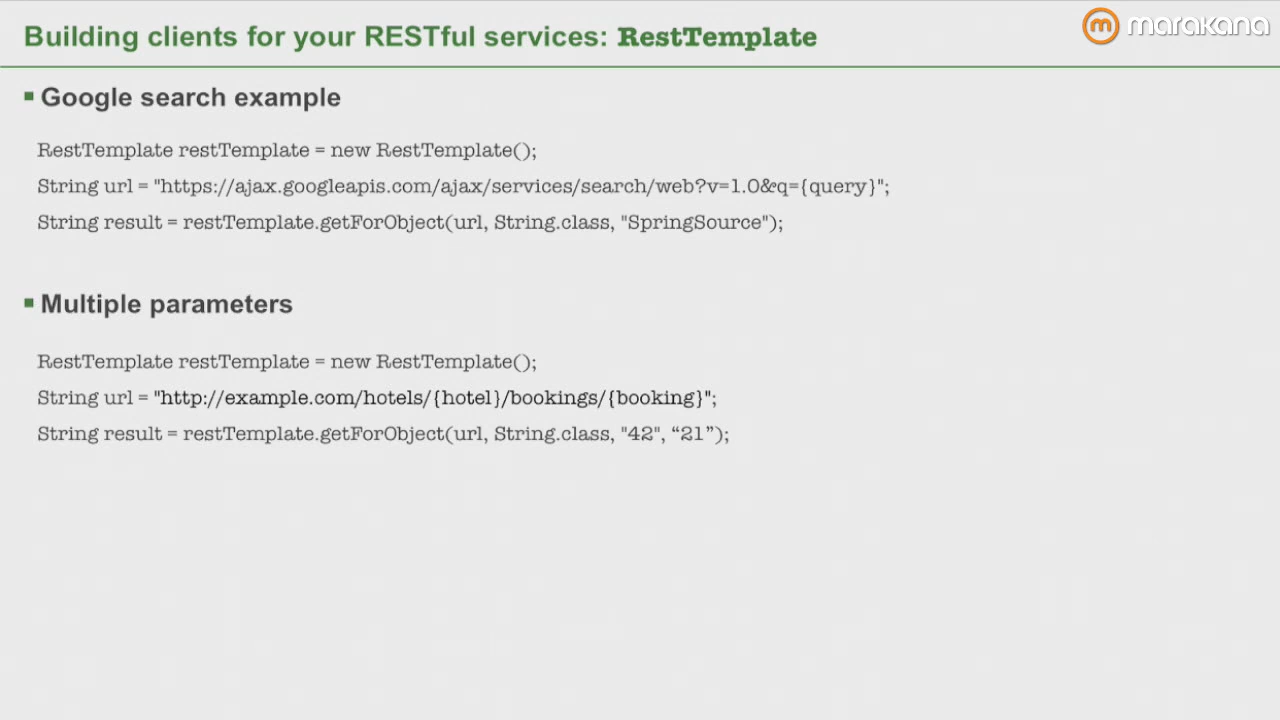 Building clients for your RESTful services: RestTemplate
marakana
Google search example
RestTemplate restTemplate = new RestTemplate();
String url = "https://ajax.googleapis.com/ajax/services/search/web?v=1.0&q={query}";
String result = restTemplate.getForObject(url, String.class, "SpringSource");
Multiple parameters
RestTemplate restTemplate = new RestTemplate();
String url = "http://example.com/hotels/{hotel}/bookings/{booking}";
String result = restTemplate.getForObject(url, String.class, "42", “21”);